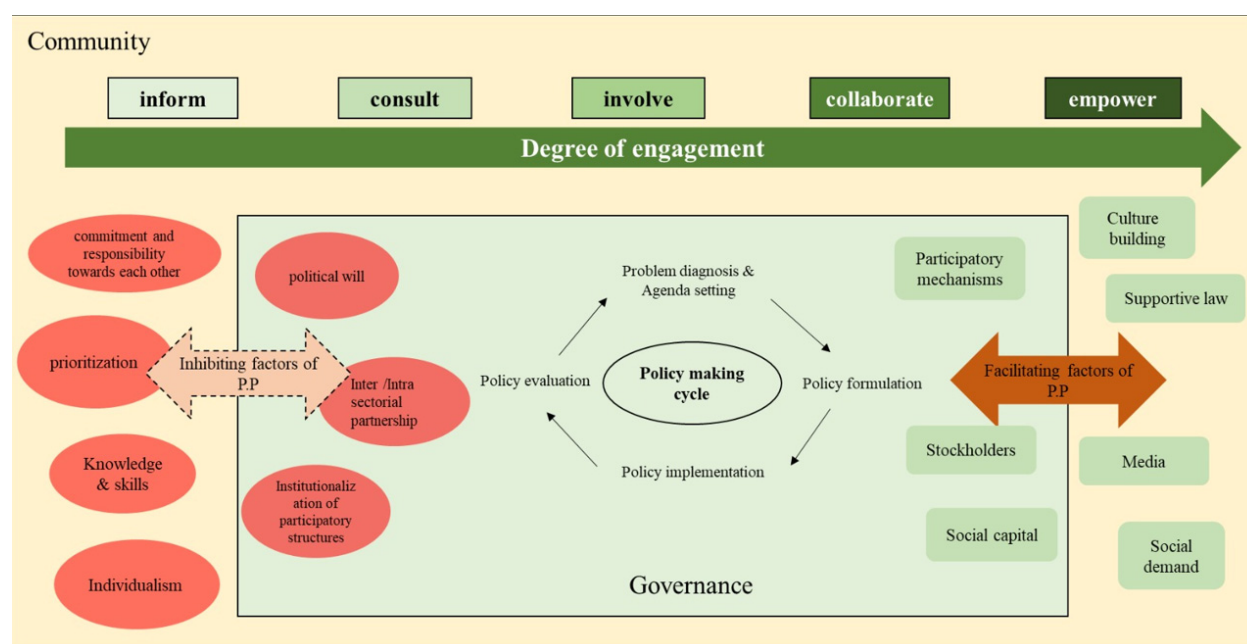 Community
inform
consult
involve
collaborate
empower
Degree of engagement
commitment and
responsibility
towards each other
prioritization
Inhibiting factors of
P.P
Knowledge
& skills
Individualism
political will
Inter /Intra
sectorial
partnership
Institutionaliz
ation of
participatory
structures
Problem diagnosis &
Agenda setting
Policy evaluation
Policy making
cycle
Policy formulation
Policy implementation
Governance
Participatory
mechanisms
Stockholders
Social capital
Facilitating factors of
P.P
Culture
building
Supportive law
Media
Social
demand